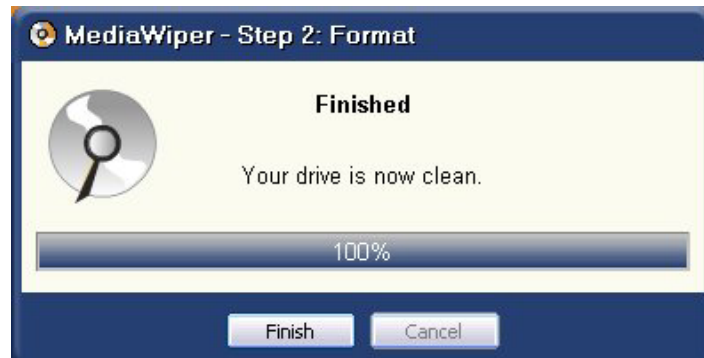 MediaWiper - Step 2: Format
Finished
Your drive is now clean.
100%
Finish Cancel